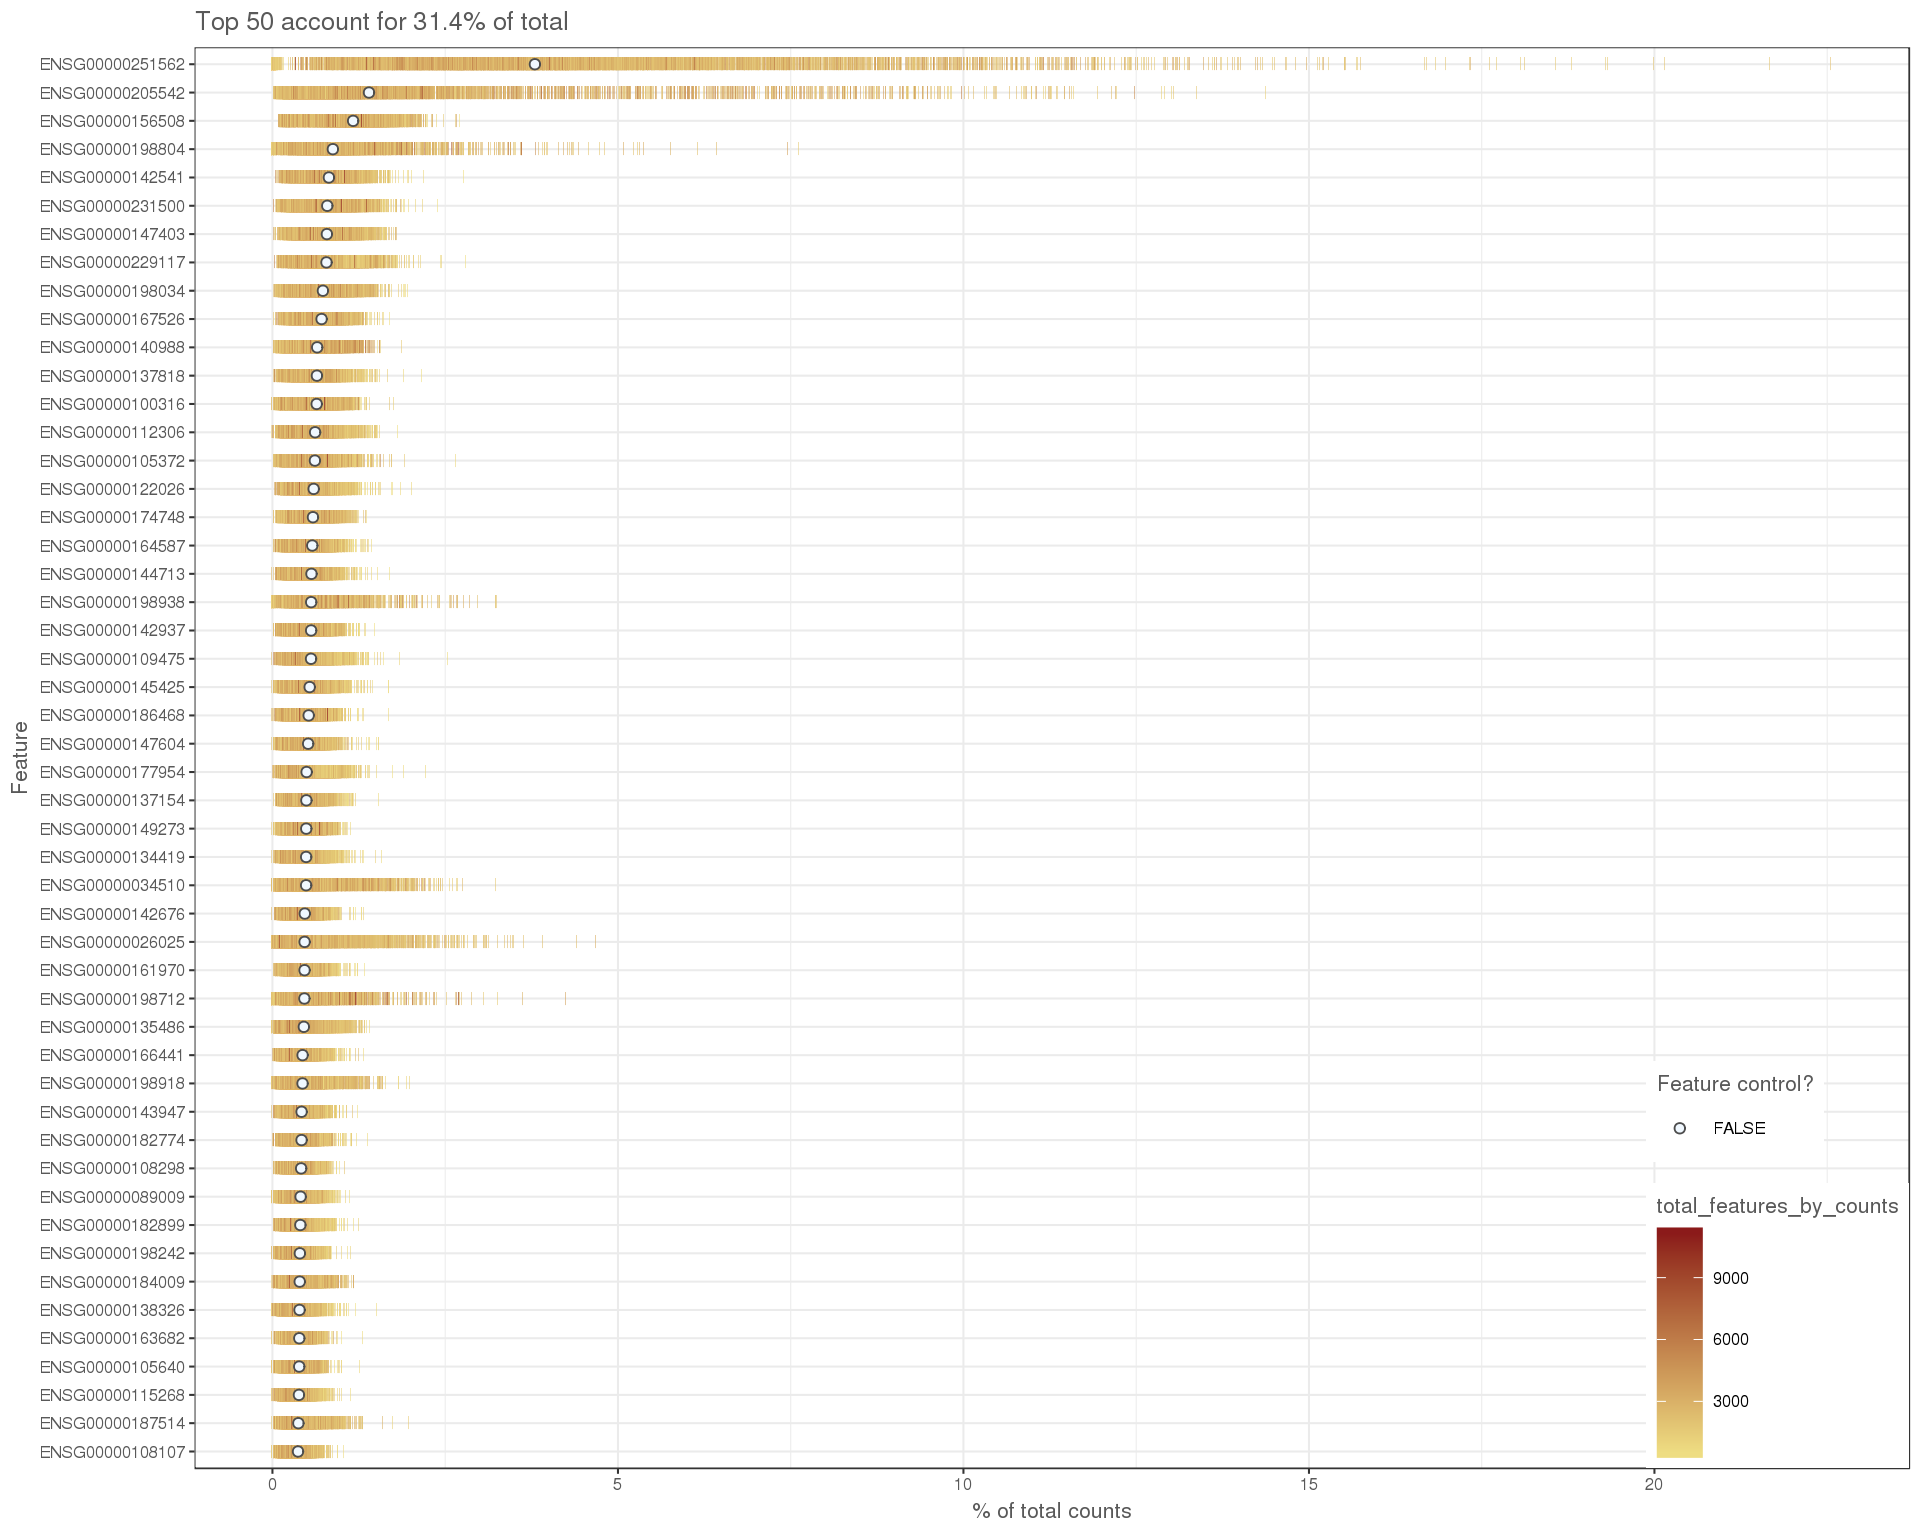 Top 50 account for 31.4% of total
ENSG00000251562
ENSG00000205542
ENSG00000156508
ENSG00000198804
ENSG00000142541
ENSG00000231500
ENSG00000147403
ENSG00000229117
ENSG00000198034
ENSG00000167526
ENSG00000140988
ENSG00000137818
ENSG00000100316
ENSG00000112306
ENSG00000105372
ENSG00000122026
ENSG00000174748
ENSG00000164587
ENSG00000144713
ENSG00000198938
ENSG00000142937
ENSG00000109475
ENSG00000145425
ENSG00000186468
ENSG00000147604
ENSG00000177954
ENSG00000137154
ENSG00000149273
ENSG00000134419
ENSG00000034510
ENSG00000142676
ENSG00000026025
ENSG00000161970
ENSG00000198712
ENSG00000135486
ENSG00000166441
ENSG00000198918
ENSG00000143947
ENSG00000182774
ENSG00000108298
ENSG00000089009
ENSG00000182899
ENSG00000198242
ENSG00000184009
ENSG00000138326
ENSG00000163682
ENSG00000105640
ENSG00000115268
ENSG00000187514
ENSG00000108107
Feature
0 5 10 15 20
% of total counts
Feature control?
FALSE
total_features_by_counts
9000
6000
3000